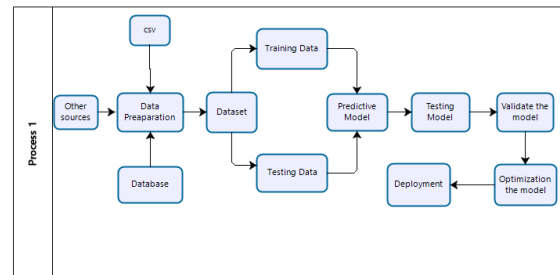 Process 1
csv
Other
sources
Data
Preaparation
Database
Dataset
Training Data
Testing Data
Predictive
Model
Testing
Model
Validate the
model
Optimization
the model
Deployment